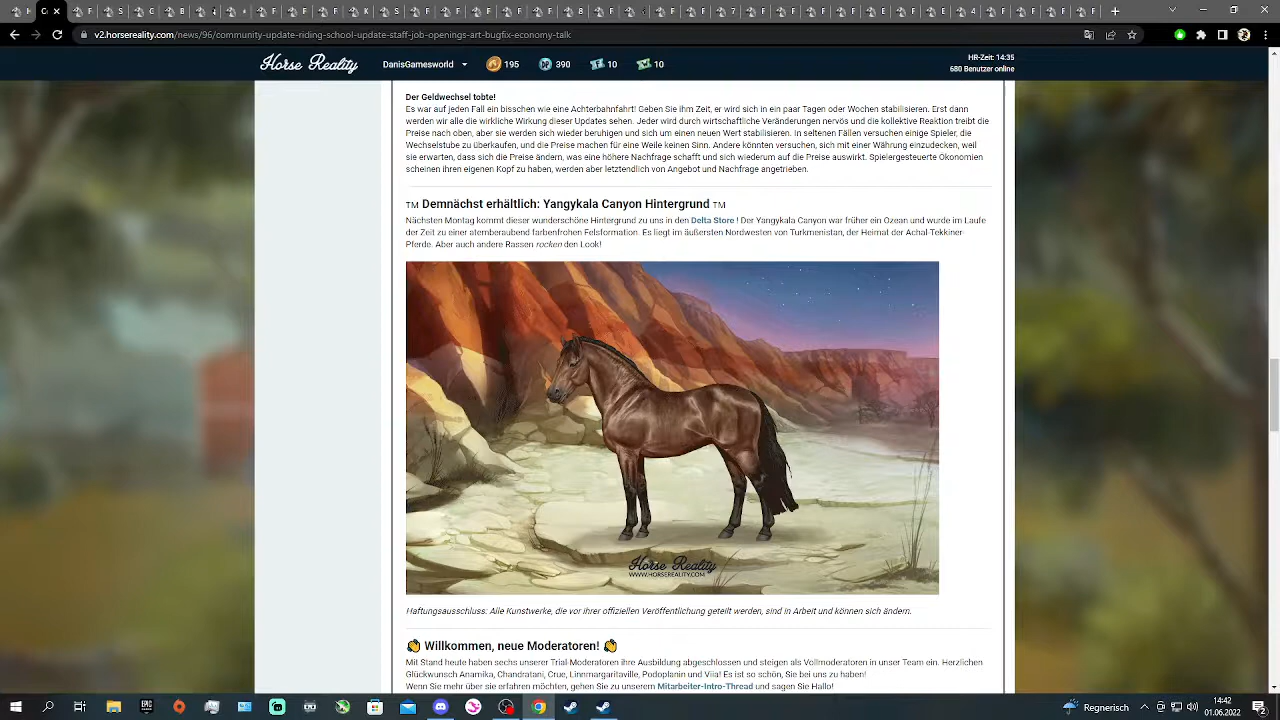 v2.horsereality.com/news/96/community-update-riding-school-update-staff-job-openings-art-bugfix-economy-talk
Horse Reality
DanisGamesworld
195
390
10
10
HR-Zeit: 14:35
680 Benutzer online
Der Geldwechsel tobte!
Es war auf jeden Fall ein bisschen wie eine Achterbahnfahrt! Geben Sie ihm Zeit, er wird sich in ein paar Tagen oder Wochen stabilisieren. Erst dann
werden wir alle die wirkliche Wirkung dieser Updates sehen. Jeder wird durch wirtschaftliche Veränderungen nervös und die kollektive Reaktion treibt die
Preise nach oben, aber sie werden sich wieder beruhigen und sich um einen neuen Wert stabilisieren. In seltenen Fällen versuchen einige Spieler, die
Wechselstube zu überkaufen, und die Preise machen für eine Weile keinen Sinn. Andere könnten versuchen, sich mit einer Währung einzudecken, weil
sie erwarten, dass sich die Preise ändern, was eine höhere Nachfrage schafft und sich wiederum auf die Preise auswirkt. Spielergesteuerte Ökonomien
scheinen ihren eigenen Kopf zu haben, werden aber letztendlich von Angebot und Nachfrage angetrieben.
TM Demnächst erhältlich: Yangykala Canyon Hintergrund TM
Nächsten Montag kommt dieser wunderschöne Hintergrund zu uns in den Delta Store ! Der Yangykala Canyon war früher ein Ozean und wurde im Laufe
der Zeit zu einer atemberaubend farbenfrohen Felsformation. Es liegt im äußersten Nordwesten von Turkmenistan, der Heimat der Achal-Tekkiner-
Pferde. Aber auch andere Rassen rocken den Look!
Horse Reality
WWW.HORSEREALITY.COM
Haftungsausschluss: Alle Kunstwerke, die vor ihrer offiziellen Veröffentlichung geteilt werden, sind in Arbeit und können sich ändern.
👏 Willkommen, neue Moderatoren! 👏
Mit Stand heute haben sechs unserer Trial-Moderatoren ihre Ausbildung abgeschlossen und steigen als Vollmoderatoren in unser Team ein. Herzlichen
Glückwunsch Anamika, Chandratani, Crue, Linnmargaritaville, Podoplanin und Viia! Es ist so schön, Sie bei uns zu haben!
Wenn Sie mehr über sie erfahren möchten, gehen Sie zu unserem Mitarbeiter-Intro-Thread und sagen Sie Hallo!
Regnerisch
14:42
01.06.2022